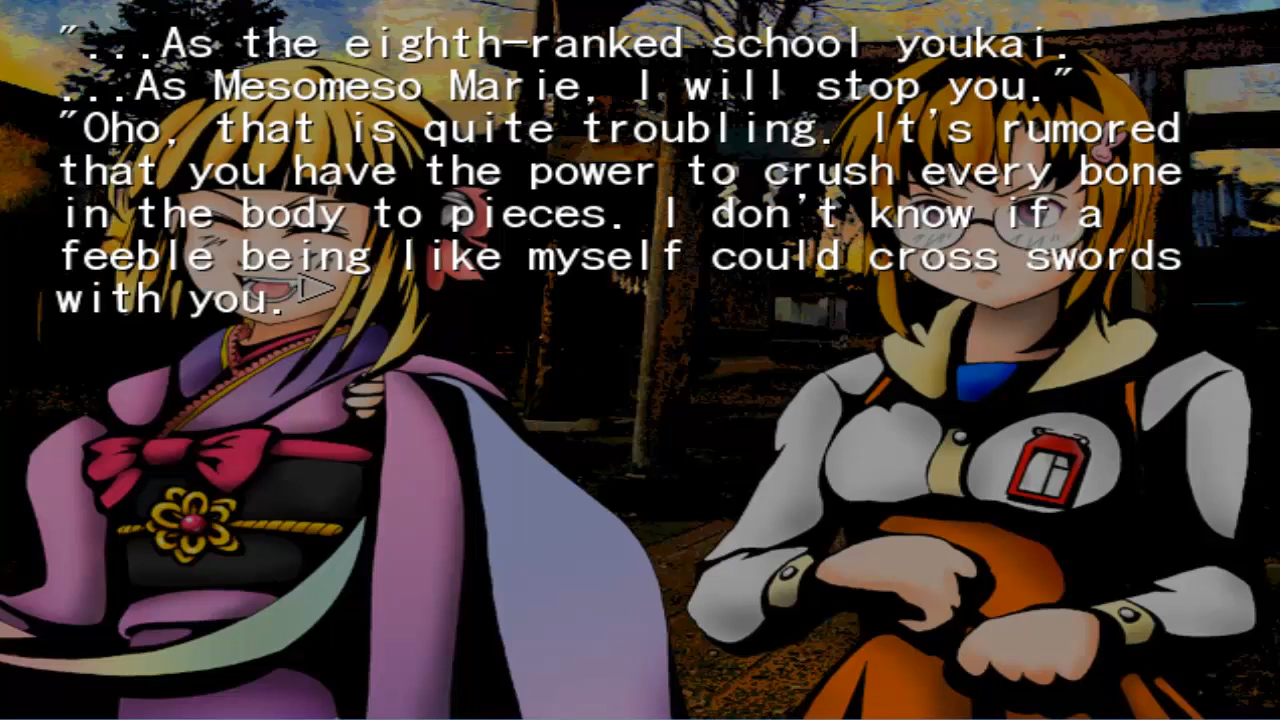 "...As the eighth-ranked school youkai.
...As Mesomeso Marie, I will stop you."
"Oho, that is quite troubling. It's rumored
that you have the power to crush every bone
in the body to pieces. I don't know if a
feeble being like myself could cross swords
with you.